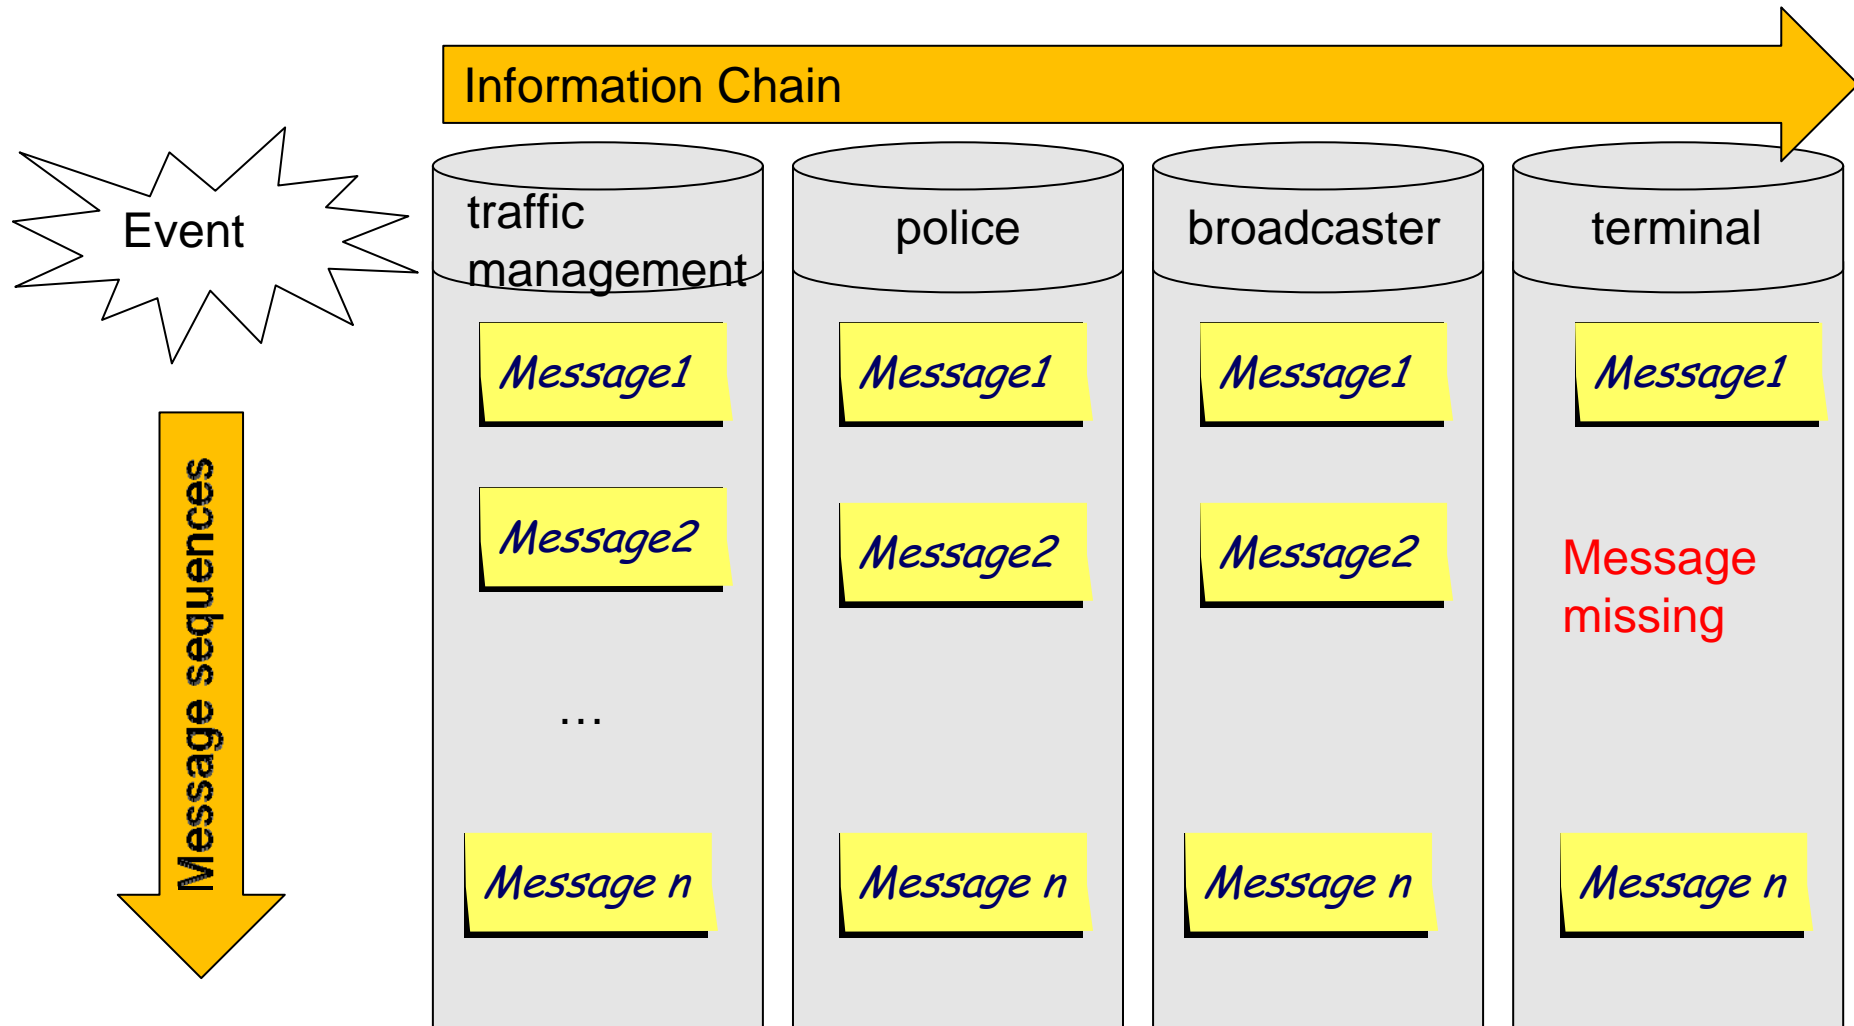 Information Chain
Event
traffic
management
police
broadcaster
terminal
Message1
Message1
Message1
Message1
Message2
Message2
Message2
Message
missing
Message sequences
...
Message n
Message n
Message n
Message n